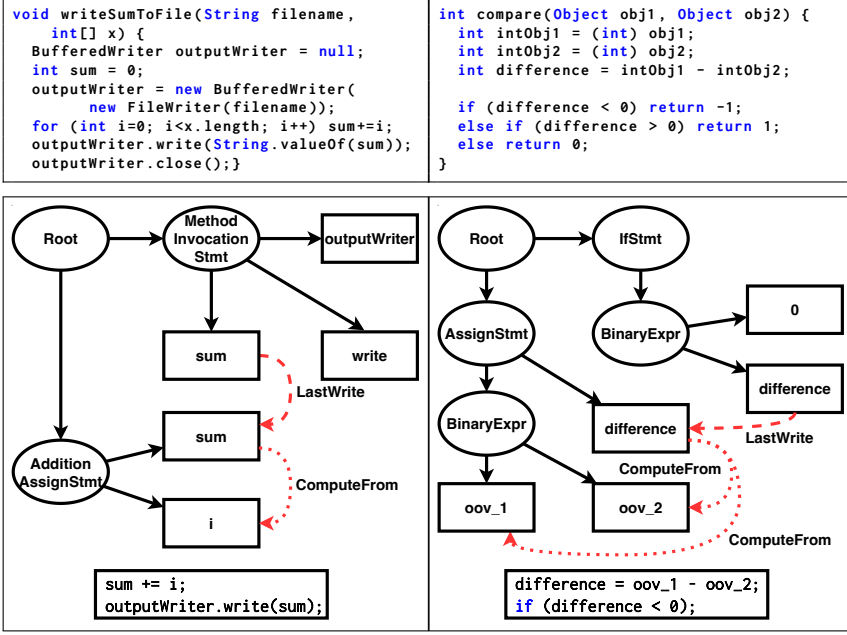 void writeSumToFile(String filename,
int[] x) {
BufferedWriter outputWriter = null;
int sum = 0;
outputWriter = new BufferedWriter(
new FileWriter(filename));
for (int i=0; i<x.length; i++) sum+=i;
outputWriter.write(String.valueOf(sum));
outputWriter.close();}
int compare(Object obj1, Object obj2) {
int intObj1 = (int) obj1;
int intObj2 = (int) obj2;
int difference = intObj1 - intObj2;
if (difference < 0) return -1;
else if (difference > 0) return 1;
else return 0;
}
Root
Method
Invocation
Stmt
outputWriter
sum
write
LastWrite
sum
Addition
AssignStmt
ComputeFrom
i
sum += i;
outputWriter.write(sum);
Root
IfStmt
0
AssignStmt
BinaryExpr
difference
BinaryExpr
difference
LastWrite
ComputeFrom
oov_1
oov_2
ComputeFrom
difference = oov_1 - oov_2;
if (difference < 0);